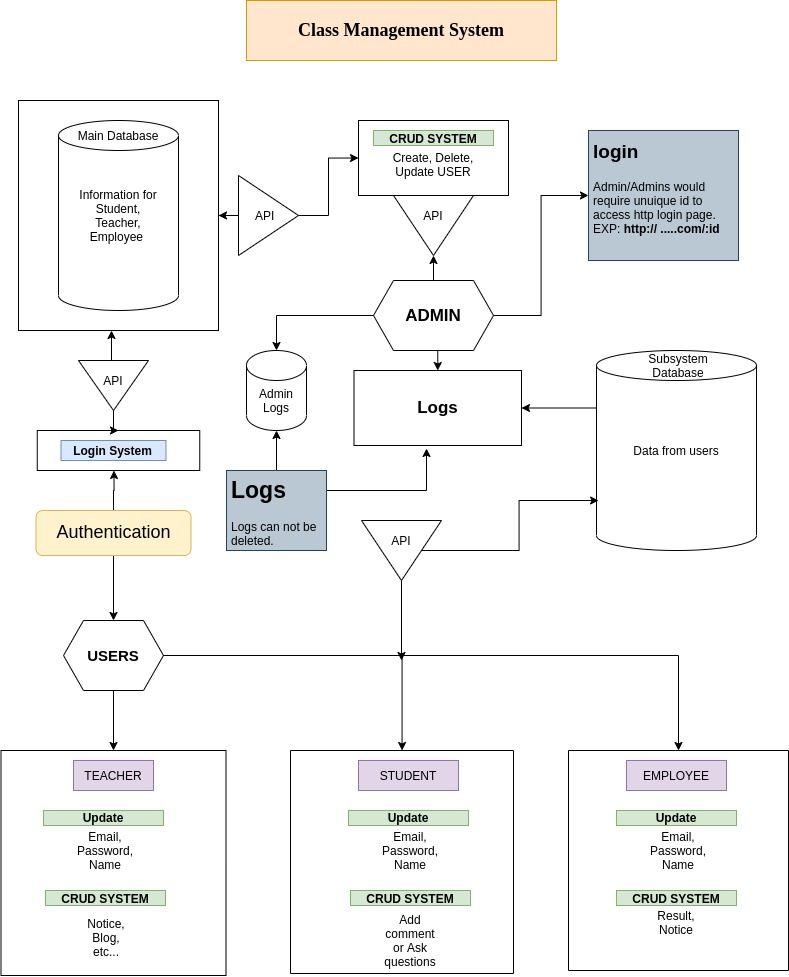 Class Management System
Main Database
Information for
Student,
Teacher,
Employee
API
CRUD SYSTEM
Create, Delete,
Update USER
API
login
Admin/Admins would
require unuique id to
access http login page.
EXP: http:// .....com/:id
ADMIN
API
Admin
Logs
Logs
Subsystem
Database
Data from users
Login System
Logs
Logs can not be
deleted.
Authentication
API
USERS
TEACHER
Update
Email,
Password,
Name
CRUD SYSTEM
Notice,
Blog,
etc...
STUDENT
Update
Email,
Password,
Name
CRUD SYSTEM
Add
comment
or Ask
questions
EMPLOYEE
Update
Email,
Password,
Name
CRUD SYSTEM
Result,
Notice